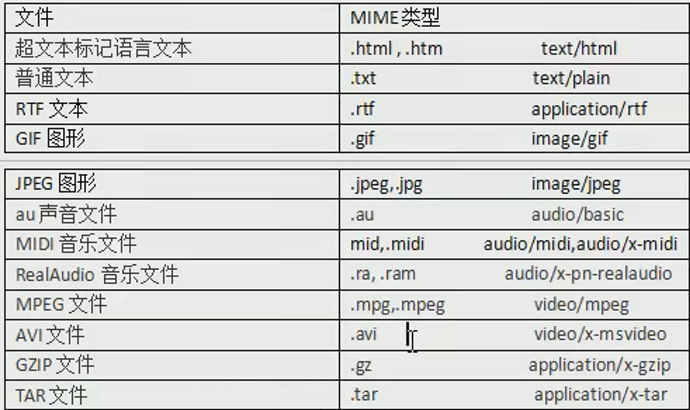 文件 MIME类型
超文本标记语言文本 .html , .htm text/html
普通文本 .txt text/plain
RTF 文本 .rtf application/rtf
GIF 图形 .gif image/gif
JPEG 图形 .jpeg,.jpg image/jpeg
au 声音文件 .au audio/basic
MIDI 音乐文件 mid,.midi audio/midi,audio/x-midi
RealAudio 音乐文件 .ra, .ram audio/x-pn-realaudio
MPEG 文件 .mpg,.mpeg video/mpeg
AVI 文件 .avi video/x-msvideo
GZIP 文件 .gz application/x-gzip
TAR 文件 .tar application/x-tar